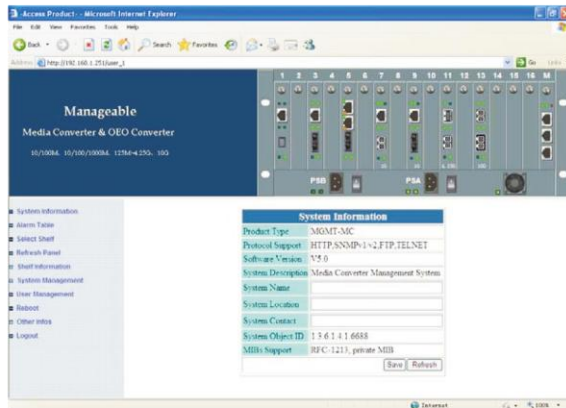 -Access Product- - Microsoft Internet Explorer
File Edit View Favorites Tools Help
Back Search Favorites
Address http://192.168.1.251/user_1 Go Links
1 2 3 4 5 6 7 8 9 10 11 12 13 14 15 16 M
Manageable
Media Converter & OEO Converter
10/100M, 10/100/1000M, 125M~4.25G, 10G
PSB PSA
System Information
Alarm Table
Select Shelf
Refresh Panel
Shelf Information
System Management
User Management
Reboot
Other Infos
Logout
System Information
Product Type MGMT-MC
Protocol Support HTTP,SNMPv1/v2,FTP,TELNET
Software Version V5.0
System Description Media Converter Management System
System Name
System Location
System Contact
System Object ID 1.3.6.1.4.1.6688
MIBs Support RFC-1213, private MIB
Save Refresh
Internet 100%